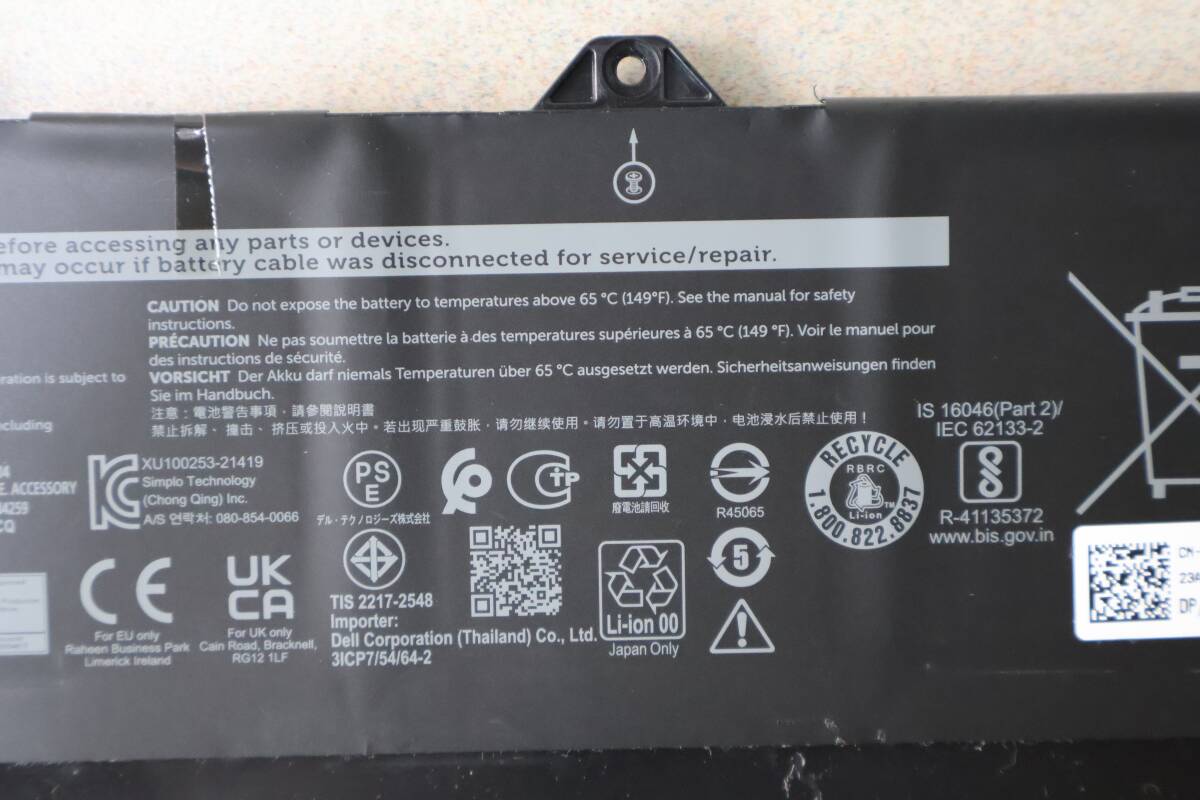 efore accessing any parts or devices.
may occur if battery cable was disconnected for service/repair.
CAUTION Do not expose the battery to temperatures above 65 °C (149°F). See the manual for safety
instructions.
PRÉCAUTION Ne pas soumettre la batterie à des temperatures supérieures à 65 °C (149 °F). Voir le manuel pour
des instructions de sécurité.
VORSICHT Der Akku darf niemals Temperaturen über 65 °C ausgesetzt werden. Sicherheitsanweisungen finden
Sie im Handbuch.
注意：電池警告事項，請參閱說明書
禁止拆解、撞击、挤压或投入火中。若出现严重鼓胀，请勿继续使用。请勿置于高温环境中，电池浸水后禁止使用！
eration is subject to
ecluding
E. ACCESSORY
4259
CQ
XU100253-21419
Simplo Technology
(Chong Qing) Inc.
A/S 연락처: 080-854-0066
PS
E
デル・テクノロジーズ株式会社
CTP
廢電池請回收
R45065
RECYCLE
RBRC
Li-ion TM
1.800.822.8837
IS 16046(Part 2)/
IEC 62133-2
R-41135372
www.bis.gov.in
CE
For EU only
Raheen Business Park
Limerick Ireland
UK
CA
For UK only
Cain Road, Bracknell,
RG12 1LF
TIS 2217-2548
Importer:
Dell Corporation (Thailand) Co., Ltd.
3ICP7/54/64-2
Li-ion 00
Japan Only
5
CN-
23A
DP